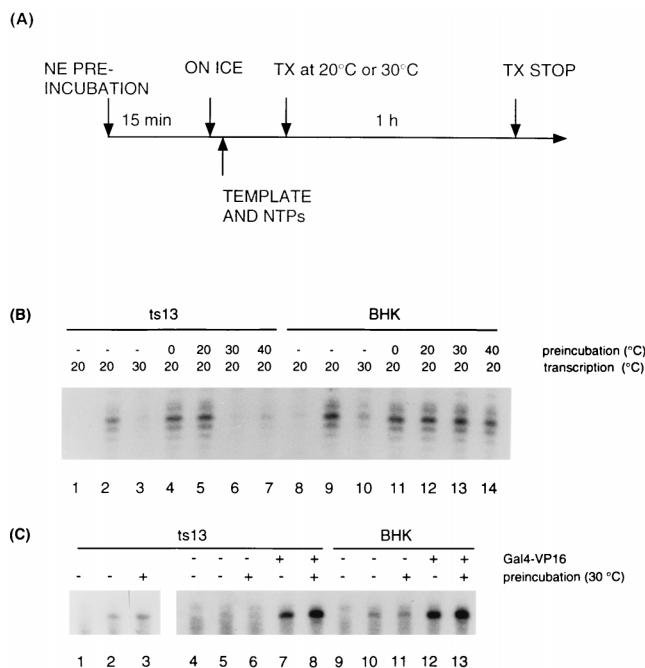 (A)
NE PRE-
INCUBATION
ON ICE
TX at 20°C or 30°C
TX STOP
15 min
1 h
TEMPLATE
AND NTPs
(B)
ts13 BHK
- - - 0 20 30 40 - - - 0 20 30 40 preincubation (°C)
20 20 30 20 20 20 20 20 20 30 20 20 20 20 transcription (°C)
1 2 3 4 5 6 7 8 9 10 11 12 13 14
(C)
ts13 BHK
- - - + + - - - + + Gal4-VP16
- - + - - + - + - - + - + preincubation (30 °C)
1 2 3 4 5 6 7 8 9 10 11 12 13